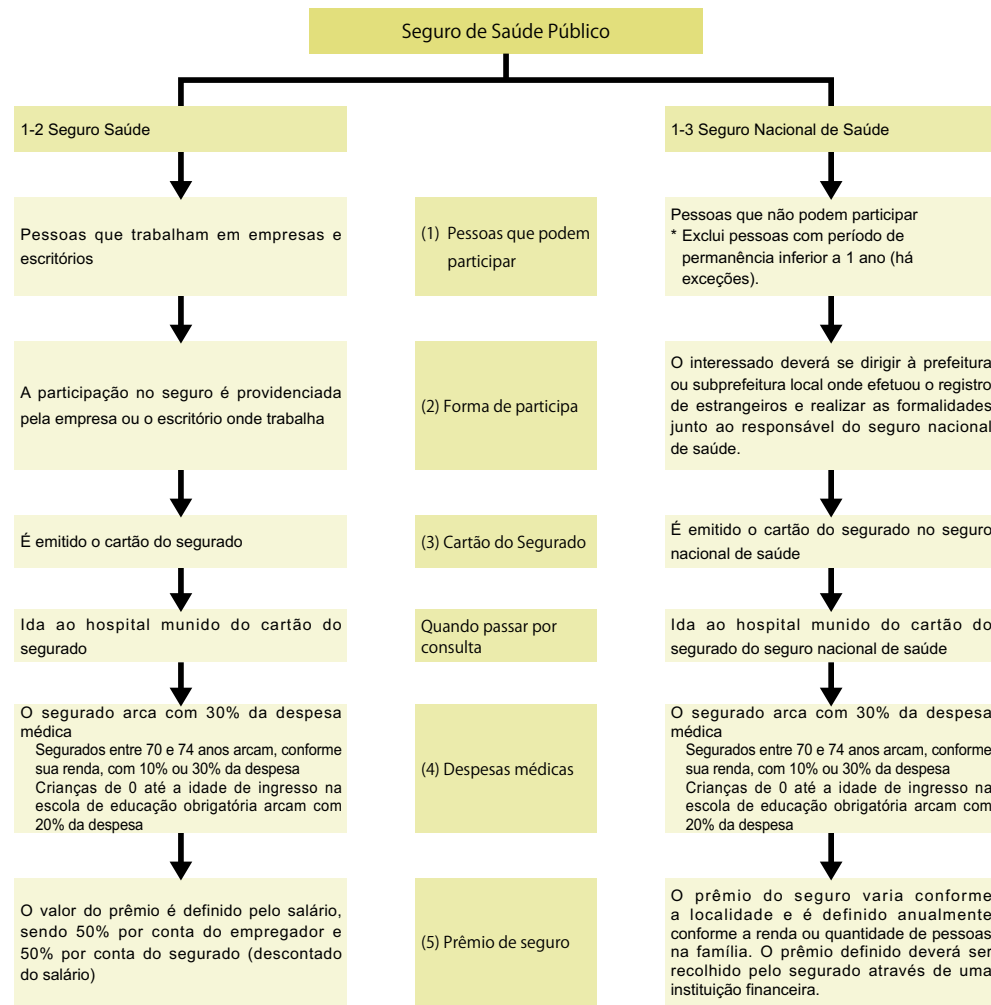 Seguro de Saúde Público
1-2 Seguro Saúde
1-3 Seguro Nacional de Saúde
Pessoas que trabalham em empresas e
escritórios
(1) Pessoas que podem
participar
Pessoas que não podem participar
* Exclui pessoas com período de
permanência inferior a 1 ano (há
exceções).
A participação no seguro é providenciada
pela empresa ou o escritório onde trabalha
(2) Forma de participa
O interessado deverá se dirigir à prefeitura
ou subprefeitura local onde efetuou o registro
de estrangeiros e realizar as formalidades
junto ao responsável do seguro nacional
de saúde.
É emitido o cartão do segurado
(3) Cartão do Segurado
É emitido o cartão do segurado no seguro
nacional de saúde
Ida ao hospital munido do cartão do
segurado
Quando passar por
consulta
Ida ao hospital munido do cartão do
segurado do seguro nacional de saúde
O segurado arca com 30% da despesa
médica
Segurados entre 70 e 74 anos arcam, conforme
sua renda, com 10% ou 30% da despesa
Crianças de 0 até a idade de ingresso na
escola de educação obrigatória arcam com
20% da despesa
(4) Despesas médicas
O segurado arca com 30% da despesa
médica
Segurados entre 70 e 74 anos arcam, conforme
sua renda, com 10% ou 30% da despesa
Crianças de 0 até a idade de ingresso na
escola de educação obrigatória arcam com
20% da despesa
O valor do prêmio é definido pelo salário,
sendo 50% por conta do empregador e
50% por conta do segurado (descontado
do salário)
(5) Prêmio de seguro
O prêmio do seguro varia conforme
a localidade e é definido anualmente
conforme a renda ou quantidade de pessoas
na família. O prêmio definido deverá ser
recolhido pelo segurado através de uma
instituição financeira.